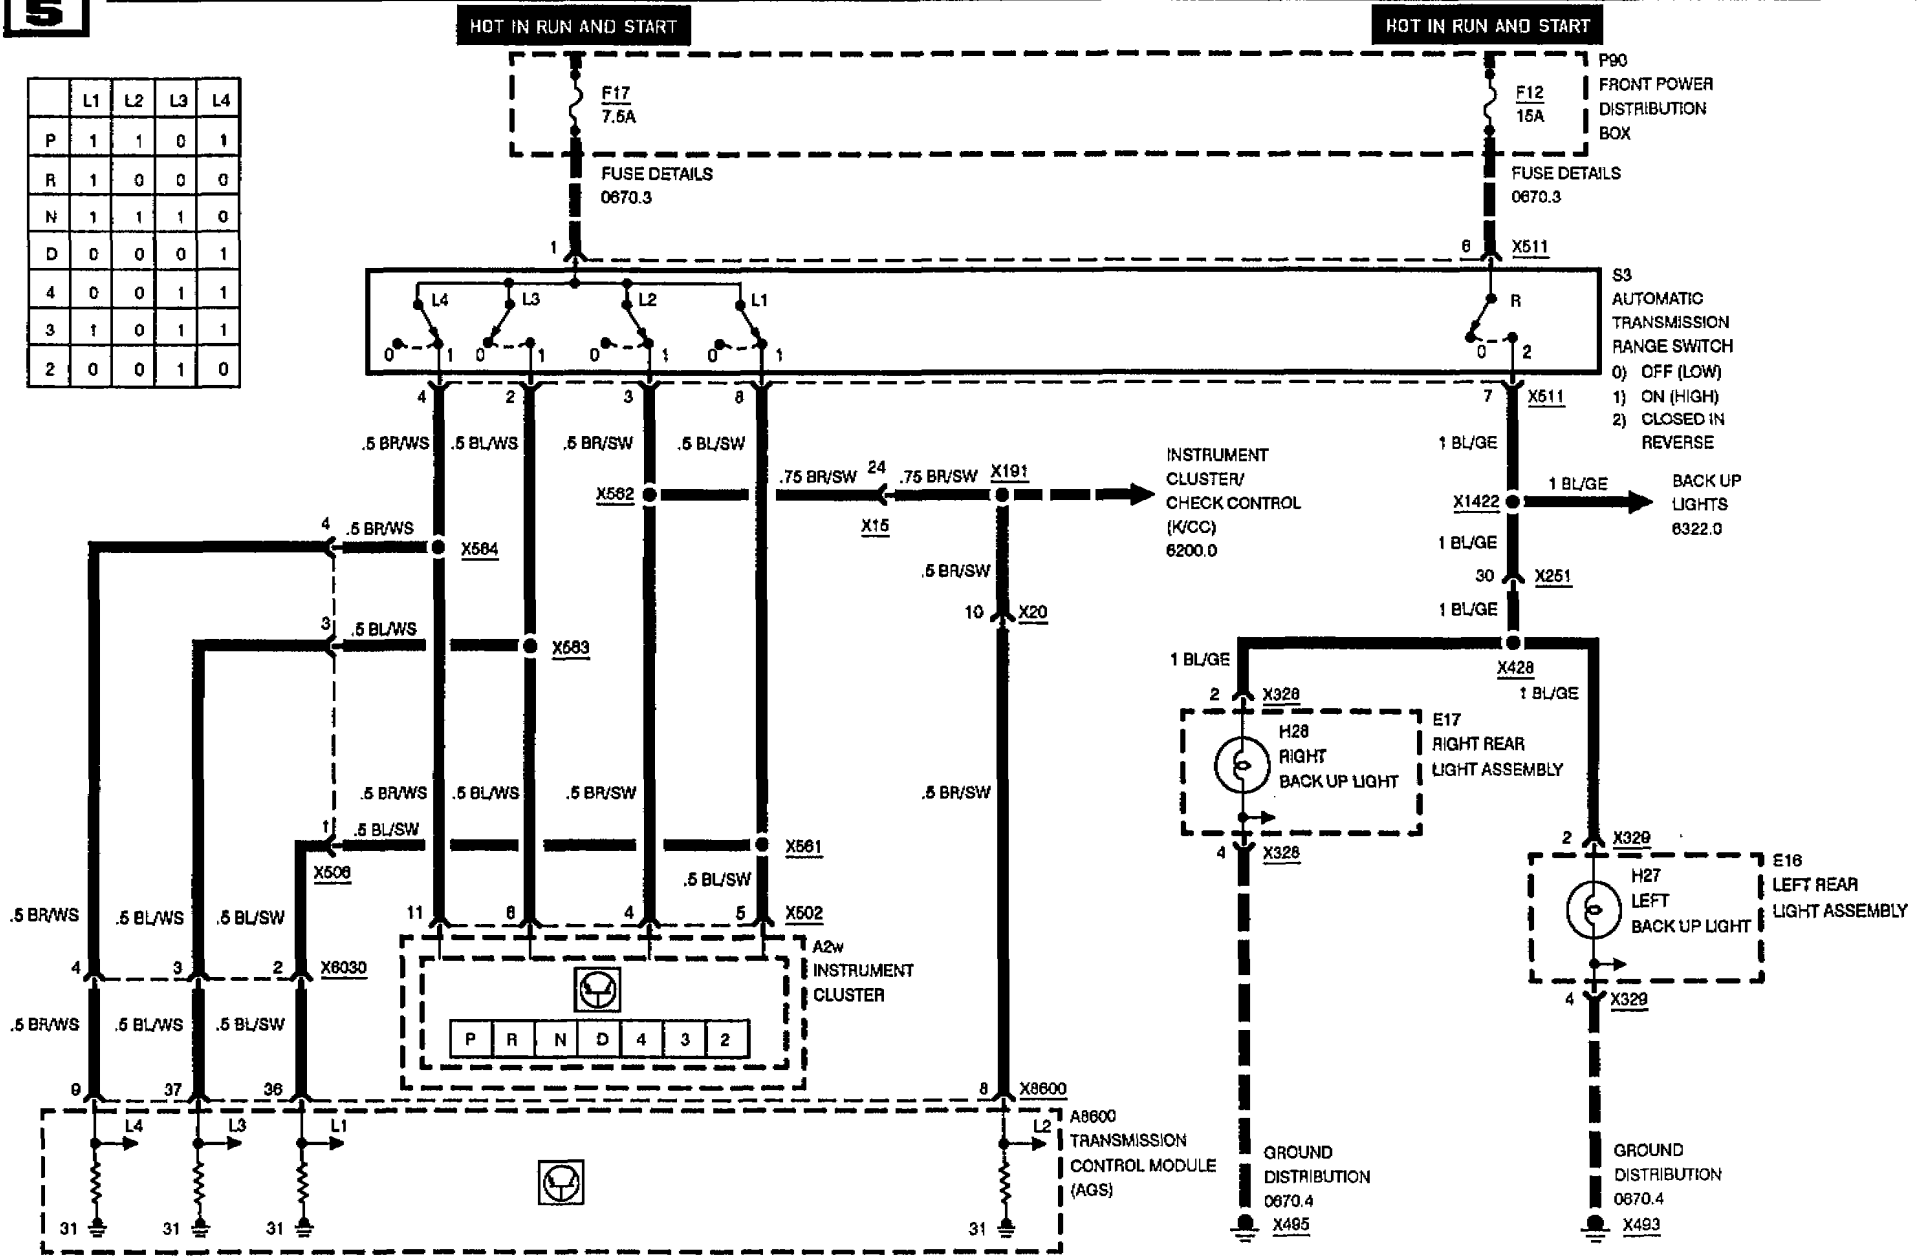 5
HOT IN RUN AND START
HOT IN RUN AND START
L1 L2 L3 L4
P 1 1 0 1
R 1 0 0 0
N 1 1 1 0
D 0 0 0 1
4 0 0 1 1
3 1 0 1 1
2 0 0 1 0
F17
7.5A
F12
15A
P90
FRONT POWER
DISTRIBUTION
BOX
FUSE DETAILS
0670.3
FUSE DETAILS
0670.3
1
6 X511
L4 L3 L2 L1 R
0 1 0 1 0 1 0 1 0 2
S3
AUTOMATIC
TRANSMISSION
RANGE SWITCH
0) OFF (LOW)
1) ON (HIGH)
2) CLOSED IN
REVERSE
4 2 3 8 7 X511
.5 BR/WS .5 BL/WS .5 BR/SW .5 BL/SW 1 BL/GE
X562 .75 BR/SW 24 .75 BR/SW X191
X15
INSTRUMENT
CLUSTER/
CHECK CONTROL
(K/CC)
6200.0
X1422 1 BL/GE
BACK UP
LIGHTS
6322.0
4 .5 BR/WS X564
.5 BR/SW
1 BL/GE
30 X251
1 BL/GE
10 X20
3 .5 BL/WS X563
X428
1 BL/GE
1 BL/GE
2 X328
H28
RIGHT
BACK UP LIGHT
E17
RIGHT REAR
LIGHT ASSEMBLY
4 X328
.5 BR/WS .5 BL/WS .5 BR/SW .5 BR/SW
1 .5 BL/SW X561
X506
.5 BL/SW
2 X329
H27
LEFT
BACK UP LIGHT
E16
LEFT REAR
LIGHT ASSEMBLY
4 X329
.5 BR/WS .5 BL/WS .5 BL/SW
11 6 4 5 X502
A2w
INSTRUMENT
CLUSTER
4 3 2 X6030
.5 BR/WS .5 BL/WS .5 BL/SW
P R N D 4 3 2
9 37 36 8 X8600
L4 L3 L1 L2
A8600
TRANSMISSION
CONTROL MODULE
(AGS)
31 31 31 31
GROUND
DISTRIBUTION
0670.4
X495
GROUND
DISTRIBUTION
0670.4
X493